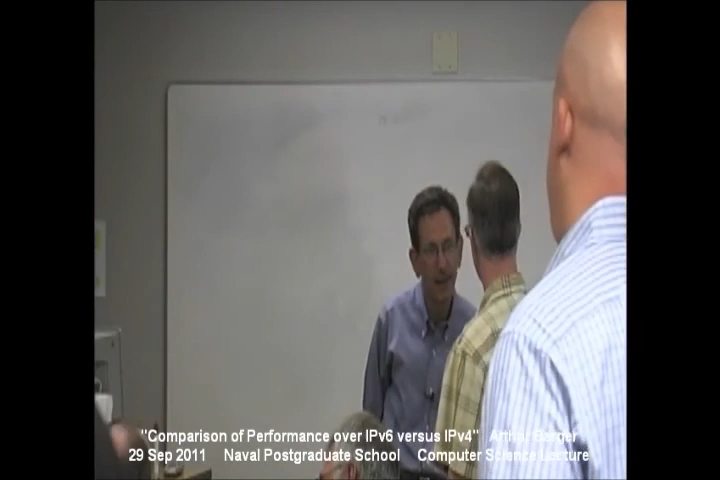 "Comparison of Performance over IPv6 versus IPv4" Arthur Berger
29 Sep 2011 Naval Postgraduate School Computer Science Lecture